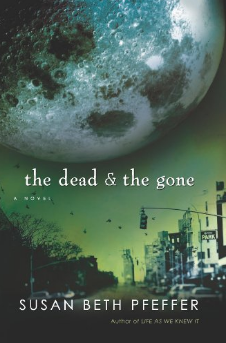 the dead & the gone
A NOVEL
PARK
SUSAN BETH PFEFFER
Author of LIFE AS WE KNEW IT